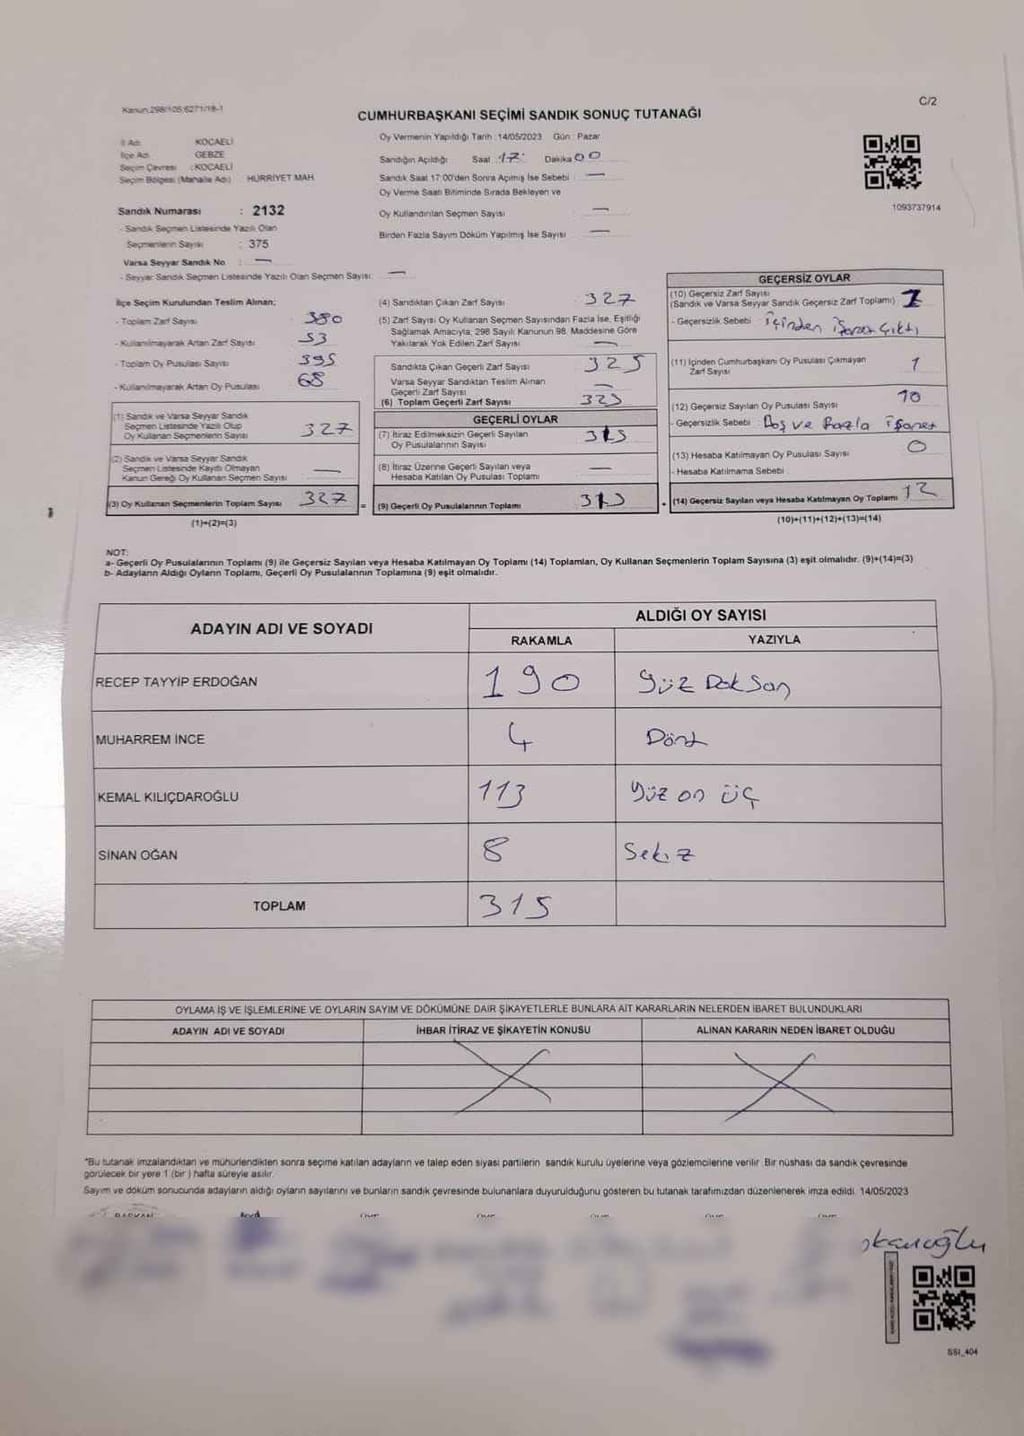 Kanun 298/105,6271/18-1
C/2
CUMHURBAŞKANI SEÇİMİ SANDIK SONUÇ TUTANAĞI
İl Adı KOCAELİ
İlçe Adı GEBZE
Seçim Çevresi : KOCAELİ
Seçim Bölgesi (Mahalle Adı) HÜRRİYET MAH.
Sandık Numarası : 2132
- Sandık Seçmen Listesinde Yazılı Olan
Seçmenlerin Sayısı : 375
Varsa Seyyar Sandık No : —
- Seyyar Sandık Seçmen Listesinde Yazılı Olan Seçmen Sayısı: —
Oy Vermenin Yapıldığı Tarih : 14/05/2023 Gün : Pazar
Sandığın Açıldığı Saat : 17 Dakika 00
Sandık Saat 17:00'den Sonra Açılmış İse Sebebi : —
Oy Verme Saati Bitiminde Sırada Bekleyen ve
Oy Kullandırılan Seçmen Sayısı —
Birden Fazla Sayım Döküm Yapılmış İse Sayısı —
1093737914
İlçe Seçim Kurulundan Teslim Alınan;
- Toplam Zarf Sayısı 380
- Kullanılmayarak Artan Zarf Sayısı 53
- Toplam Oy Pusulası Sayısı 395
- Kullanılmayarak Artan Oy Pusulası 68
(1) Sandık ve Varsa Seyyar Sandık
Seçmen Listesinde Yazılı Olup
Oy Kullanan Seçmenlerin Sayısı 327
(2) Sandık ve Varsa Seyyar Sandık
Seçmen Listesinde Kaydı Olmayan
Kanun Gereği Oy Kullanan Seçmen Sayısı —
(3) Oy Kullanan Seçmenlerin Toplam Sayısı 327
(1)+(2)=(3)
(4) Sandıktan Çıkan Zarf Sayısı 327
(5) Zarf Sayısı Oy Kullanan Seçmen Sayısından Fazla İse, Eşitliği
Sağlamak Amacıyla, 298 Sayılı Kanunun 98. Maddesine Göre
Yakılarak Yok Edilen Zarf Sayısı —
Sandıkta Çıkan Geçerli Zarf Sayısı 325
Varsa Seyyar Sandıktan Teslim Alınan
Geçerli Zarf Sayısı —
(6) Toplam Geçerli Zarf Sayısı 325
GEÇERLİ OYLAR
(7) İtiraz Edilmeksizin Geçerli Sayılan
Oy Pusulalarının Sayısı 315
(8) İtiraz Üzerine Geçerli Sayılan veya
Hesaba Katılan Oy Pusulası Toplamı —
= (9) Geçerli Oy Pusulalarının Toplamı 315
GEÇERSİZ OYLAR
(10) Geçersiz Zarf Sayısı
(Sandık ve Varsa Seyyar Sandık Geçersiz Zarf Toplamı) 1
- Geçersizlik Sebebi : içinden işaret çıktı
(11) İçinden Cumhurbaşkanı Oy Pusulası Çıkmayan
Zarf Sayısı 1
(12) Geçersiz Sayılan Oy Pusulası Sayısı 10
- Geçersizlik Sebebi : Boş ve Fazla işaret
(13) Hesaba Katılmayan Oy Pusulası Sayısı 0
- Hesaba Katılmama Sebebi
+ (14) Geçersiz Sayılan veya Hesaba Katılmayan Oy Toplamı 12
(10)+(11)+(12)+(13)=(14)
NOT:
a- Geçerli Oy Pusulalarının Toplamı (9) ile Geçersiz Sayılan veya Hesaba Katılmayan Oy Toplamı (14) Toplamları, Oy Kullanan Seçmenlerin Toplam Sayısına (3) eşit olmalıdır. (9)+(14)=(3)
b- Adayların Aldığı Oyların Toplamı, Geçerli Oy Pusulalarının Toplamına (9) eşit olmalıdır.
ADAYIN ADI VE SOYADI
ALDIĞI OY SAYISI
RAKAMLA YAZIYLA
RECEP TAYYİP ERDOĞAN 190 yüz Doksan
MUHARREM İNCE 4 Dört
KEMAL KILIÇDAROĞLU 113 yüz on üç
SİNAN OĞAN 8 Sekiz
TOPLAM 315
OYLAMA İŞ VE İŞLEMLERİNE VE OYLARIN SAYIM VE DÖKÜMÜNE DAİR ŞİKAYETLERLE BUNLARA AİT KARARLARIN NELERDEN İBARET BULUNDUKLARI
ADAYIN ADI VE SOYADI İHBAR İTİRAZ VE ŞİKAYETİN KONUSU ALINAN KARARIN NEDEN İBARET OLDUĞU
*Bu tutanak imzalandıktan ve mühürlendikten sonra seçime katılan adayların ve talep eden siyasi partilerin sandık kurulu üyelerine veya gözlemcilerine verilir. Bir nüshası da sandık çevresinde
görülecek bir yere 1 (bir) hafta süreyle asılır.
Sayım ve döküm sonucunda adayların aldığı oyların sayılarını ve bunların sandık çevresinde bulunanlara duyurulduğunu gösteren bu tutanak tarafımızdan düzenlenerek imza edildi. 14/05/2023
BAŞKAN
SSI_404